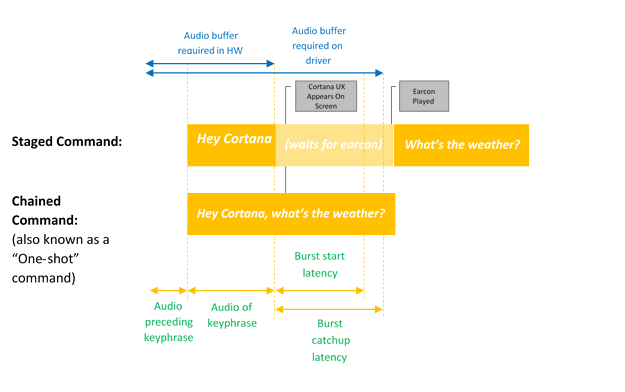 Audio buffer
required in HW
Audio buffer
required on
driver
Cortana UX
Appears On
Screen
Earcon
Played
Staged Command:
Hey Cortana
(waits for earcon)
What's the weather?
Chained
Command:
(also known as a
"One-shot"
command)
Hey Cortana, what's the weather?
Burst start
latency
Audio
preceding
keyphrase
Audio of
keyphrase
Burst
catchup
latency